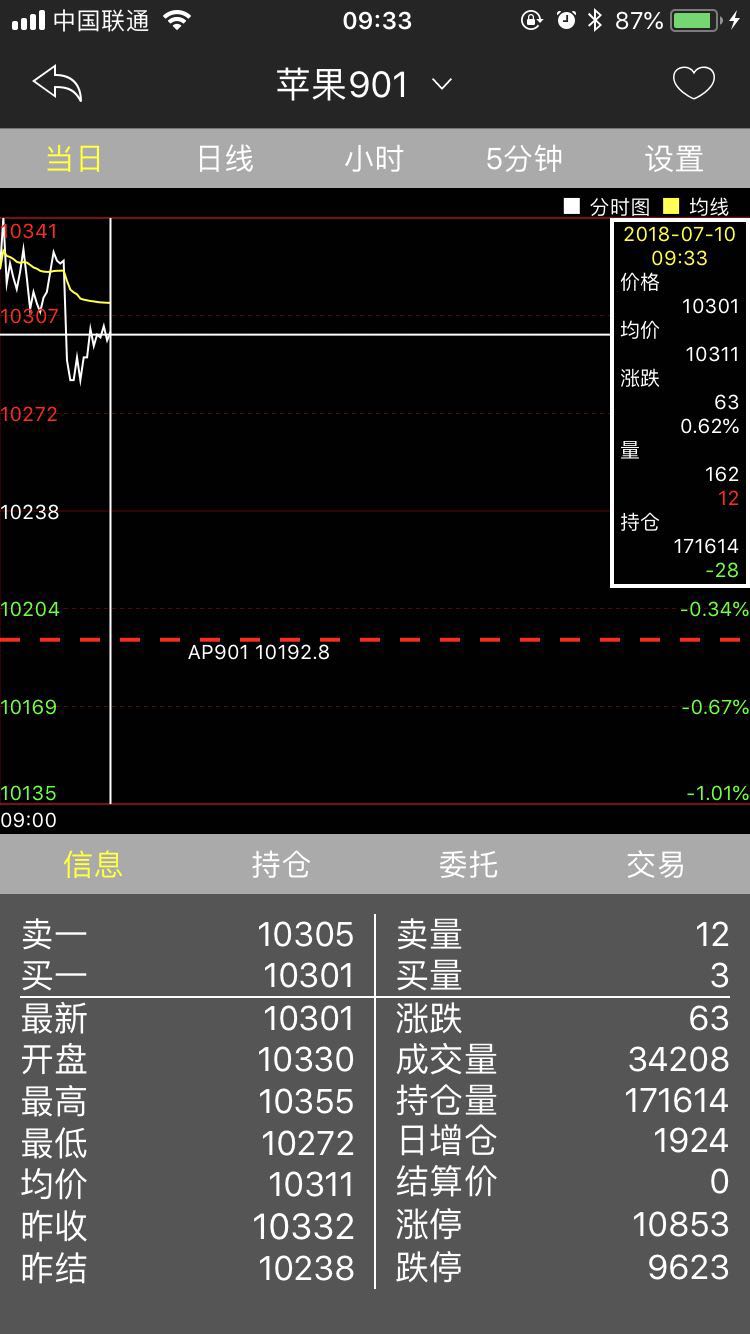 中国联通 09:33 87%
苹果901
当日 日线 小时 5分钟 设置
分时图 均线
10341
10307
10272
10238
10204
10169
10135
09:00
2018-07-10
09:33
价格
10301
均价
10311
涨跌
63
0.62%
量
162
12
持仓
171614
-28
-0.34%
AP901 10192.8
-0.67%
-1.01%
信息 持仓 委托 交易
卖一 10305 卖量 12
买一 10301 买量 3
最新 10301 涨跌 63
开盘 10330 成交量 34208
最高 10355 持仓量 171614
最低 10272 日增仓 1924
均价 10311 结算价 0
昨收 10332 涨停 10853
昨结 10238 跌停 9623